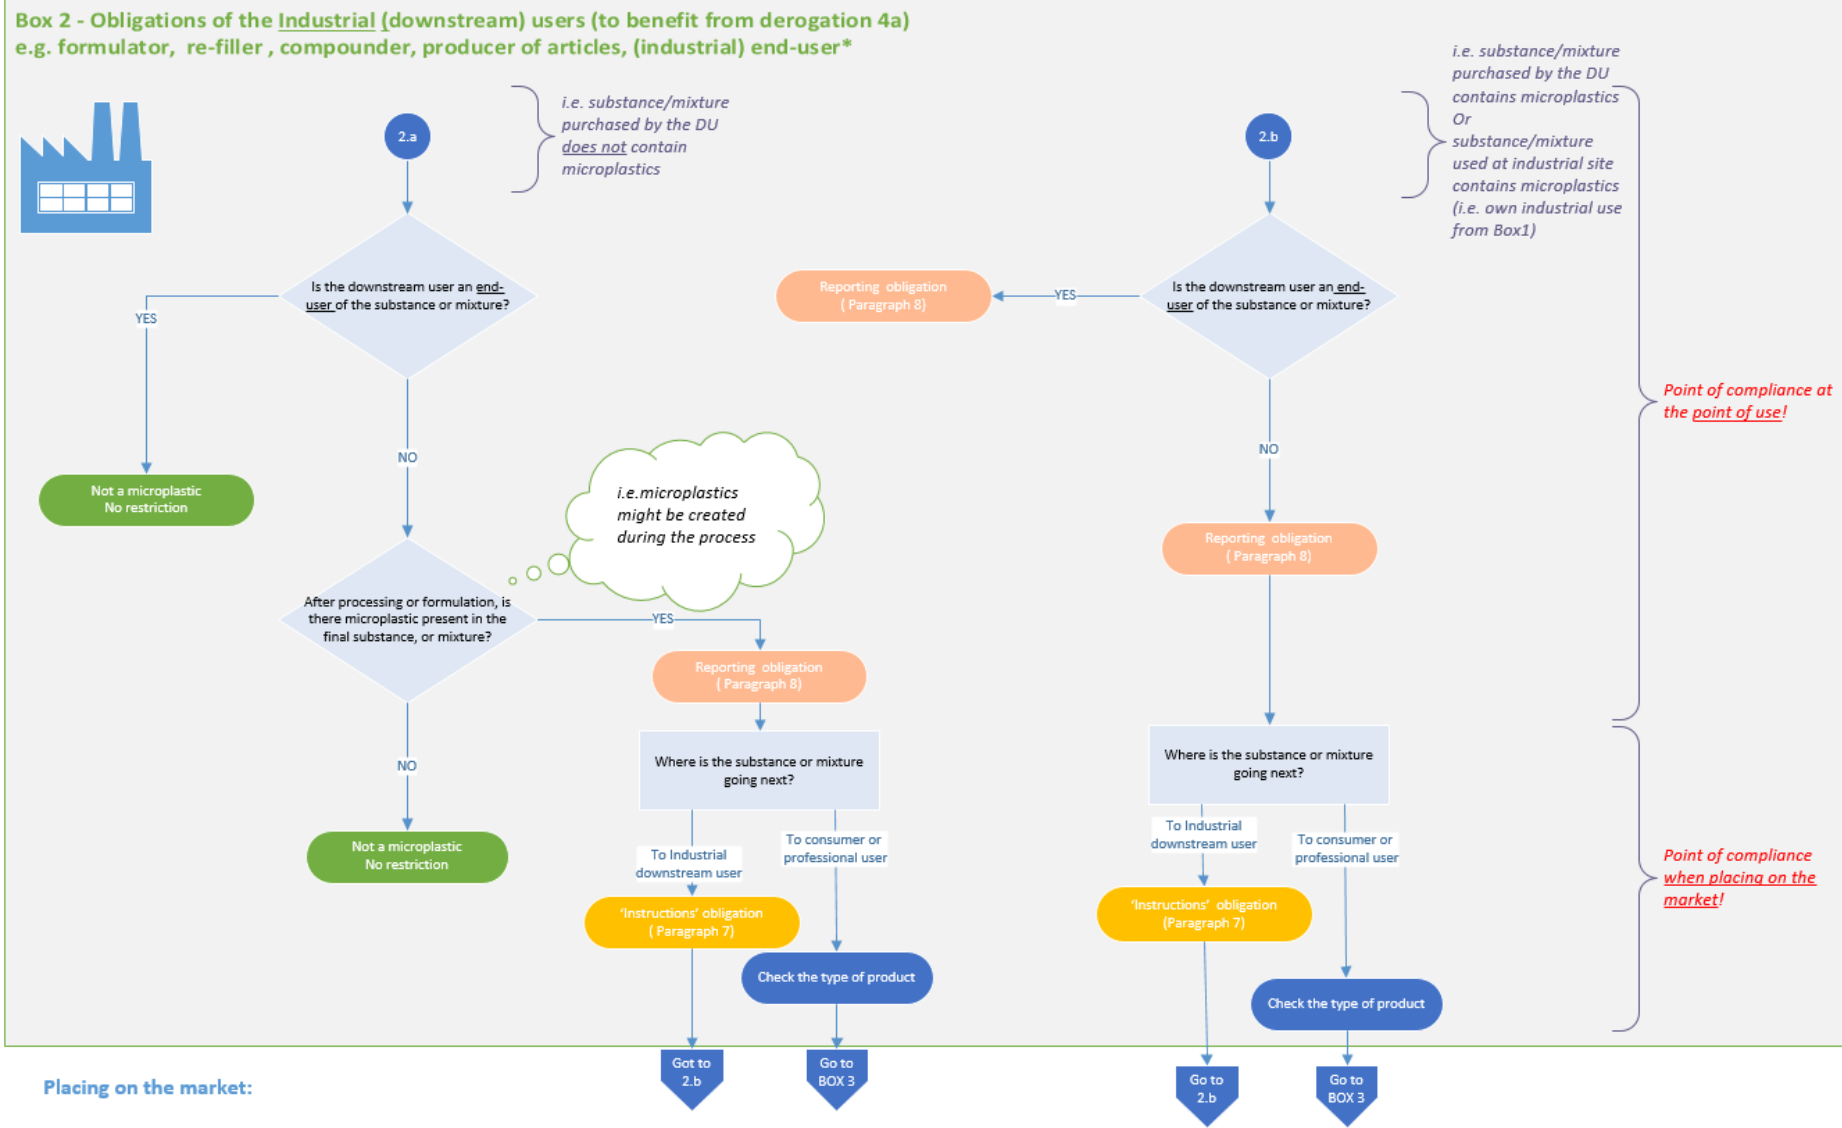 Box 2 - Obligations of the Industrial (downstream) users (to benefit from derogation 4a)
e.g. formulator, re-filler , compounder, producer of articles, (industrial) end-user*
2.a
i.e. substance/mixture
purchased by the DU
does not contain
microplastics
Is the downstream user an end-
user of the substance or mixture?
YES
Not a microplastic
No restriction
NO
i.e.microplastics
might be created
during the process
After processing or formulation, is
there microplastic present in the
final substance, or mixture?
YES
Reporting obligation
( Paragraph 8)
NO
Not a microplastic
No restriction
Where is the substance or mixture
going next?
To Industrial
downstream user
To consumer or
professional user
'Instructions' obligation
( Paragraph 7)
Check the type of product
Got to
2.b
Go to
BOX 3
2.b
i.e. substance/mixture
purchased by the DU
contains microplastics
Or
substance/mixture
used at industrial site
contains microplastics
(i.e. own industrial use
from Box1)
Is the downstream user an end-
user of the substance or mixture?
YES
Reporting obligation
( Paragraph 8)
NO
Reporting obligation
( Paragraph 8)
Where is the substance or mixture
going next?
To Industrial
downstream user
To consumer or
professional user
'Instructions' obligation
(Paragraph 7)
Check the type of product
Go to
2.b
Go to
BOX 3
Point of compliance at
the point of use!
Point of compliance
when placing on the
market!
Placing on the market: